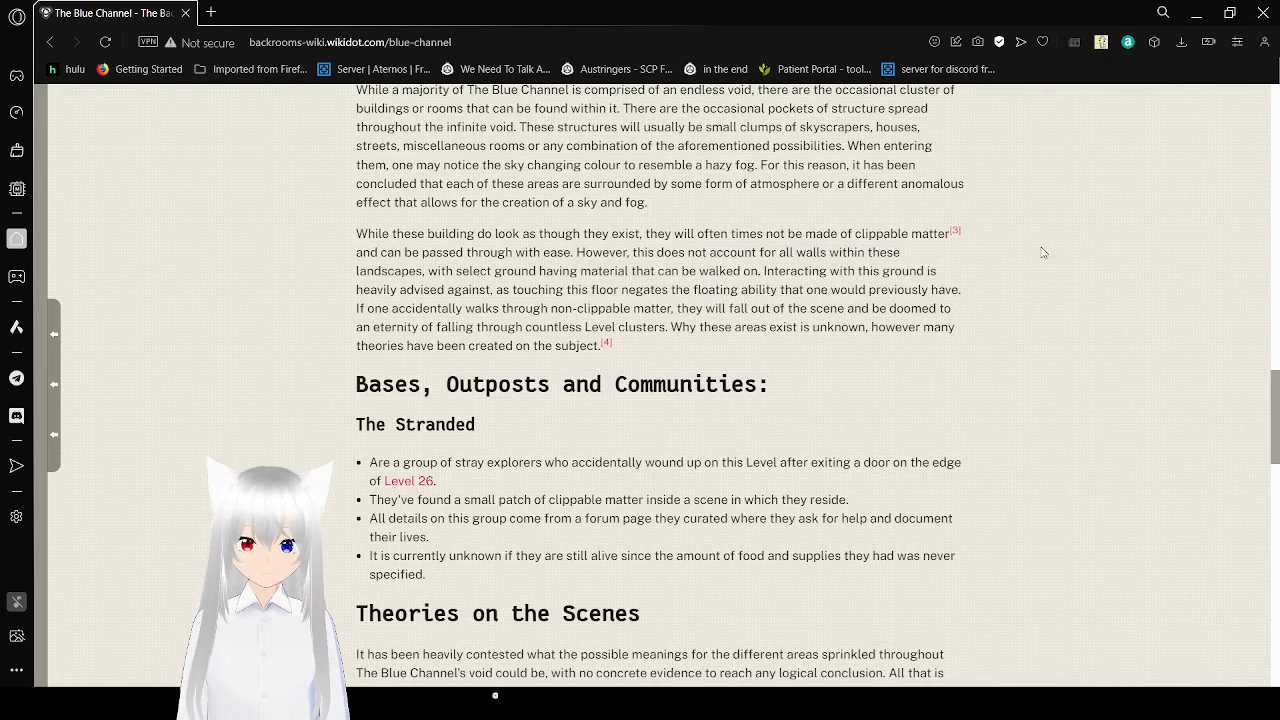 The Blue Channel - The Bac
VPN
Not secure
backrooms-wiki.wikidot.com/blue-channel
hulu
Getting Started
Imported from Firef...
Server | Aternos | Fr...
We Need To Talk A...
Austringers - SCP F...
in the end
Patient Portal - tool...
server for discord fr...
While a majority of The Blue Channel is comprised of an endless void, there are the occasional cluster of
buildings or rooms that can be found within it. There are the occasional pockets of structure spread
throughout the infinite void. These structures will usually be small clumps of skyscrapers, houses,
streets, miscellaneous rooms or any combination of the aforementioned possibilities. When entering
them, one may notice the sky changing colour to resemble a hazy fog. For this reason, it has been
concluded that each of these areas are surrounded by some form of atmosphere or a different anomalous
effect that allows for the creation of a sky and fog.
While these building do look as though they exist, they will often times not be made of clippable matter[3]
and can be passed through with ease. However, this does not account for all walls within these
landscapes, with select ground having material that can be walked on. Interacting with this ground is
heavily advised against, as touching this floor negates the floating ability that one would previously have.
If one accidentally walks through non-clippable matter, they will fall out of the scene and be doomed to
an eternity of falling through countless Level clusters. Why these areas exist is unknown, however many
theories have been created on the subject.[4]
Bases, Outposts and Communities:
The Stranded
• Are a group of stray explorers who accidentally wound up on this Level after exiting a door on the edge
of Level 26.
• They've found a small patch of clippable matter inside a scene in which they reside.
• All details on this group come from a forum page they curated where they ask for help and document
their lives.
• It is currently unknown if they are still alive since the amount of food and supplies they had was never
specified.
Theories on the Scenes
It has been heavily contested what the possible meanings for the different areas sprinkled throughout
The Blue Channel's void could be, with no concrete evidence to reach any logical conclusion. All that is